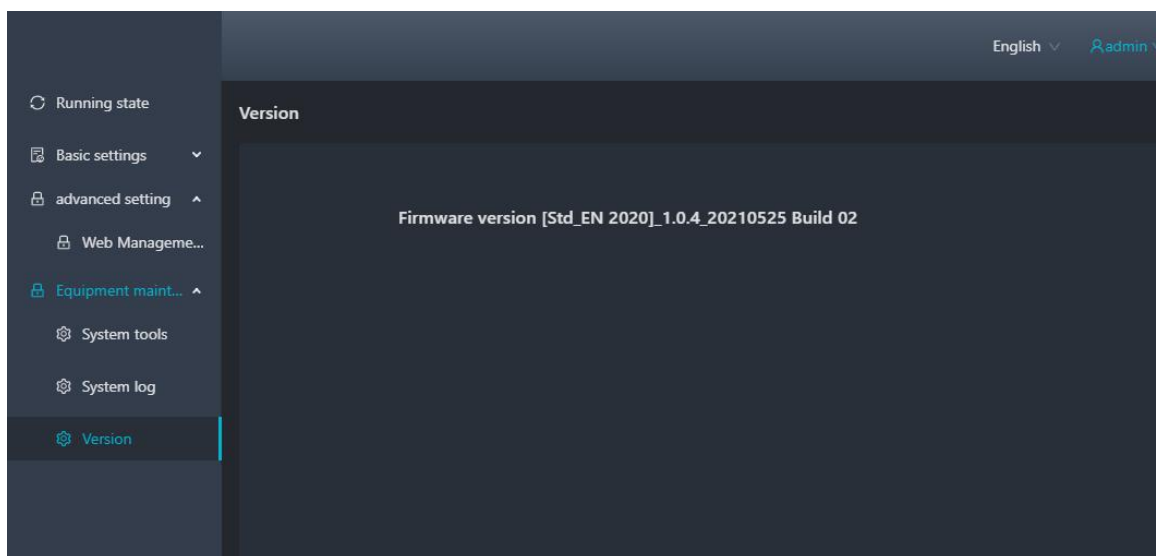 English
admin
Running state
Basic settings
advanced setting
Web Manageme...
Equipment maint...
System tools
System log
Version
Version
Firmware version [Std_EN 2020]_1.0.4_20210525 Build 02